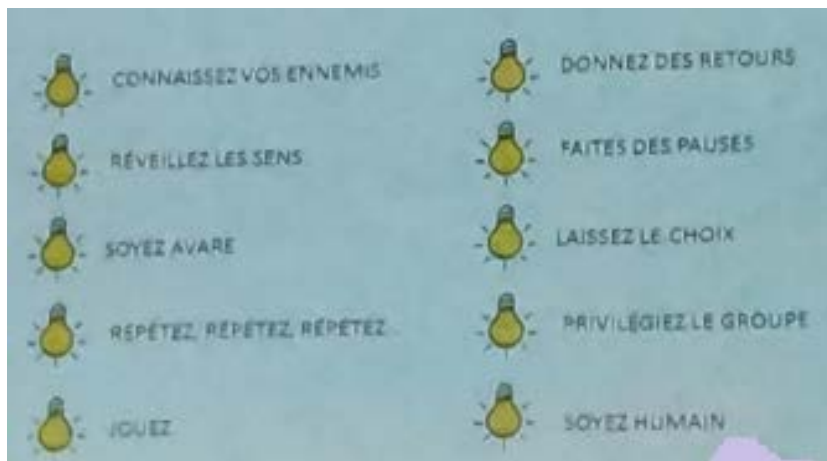 CONNAISSEZ VOS ENNEMIS
RÉVEILLEZ LES SENS
SOYEZ AVARE
RÉPÉTEZ, RÉPÉTEZ, RÉPÉTEZ
JOUEZ
DONNEZ DES RETOURS
FAITES DES PAUSES
LAISSEZ LE CHOIX
PRIVILÉGIEZ LE GROUPE
SOYEZ HUMAIN